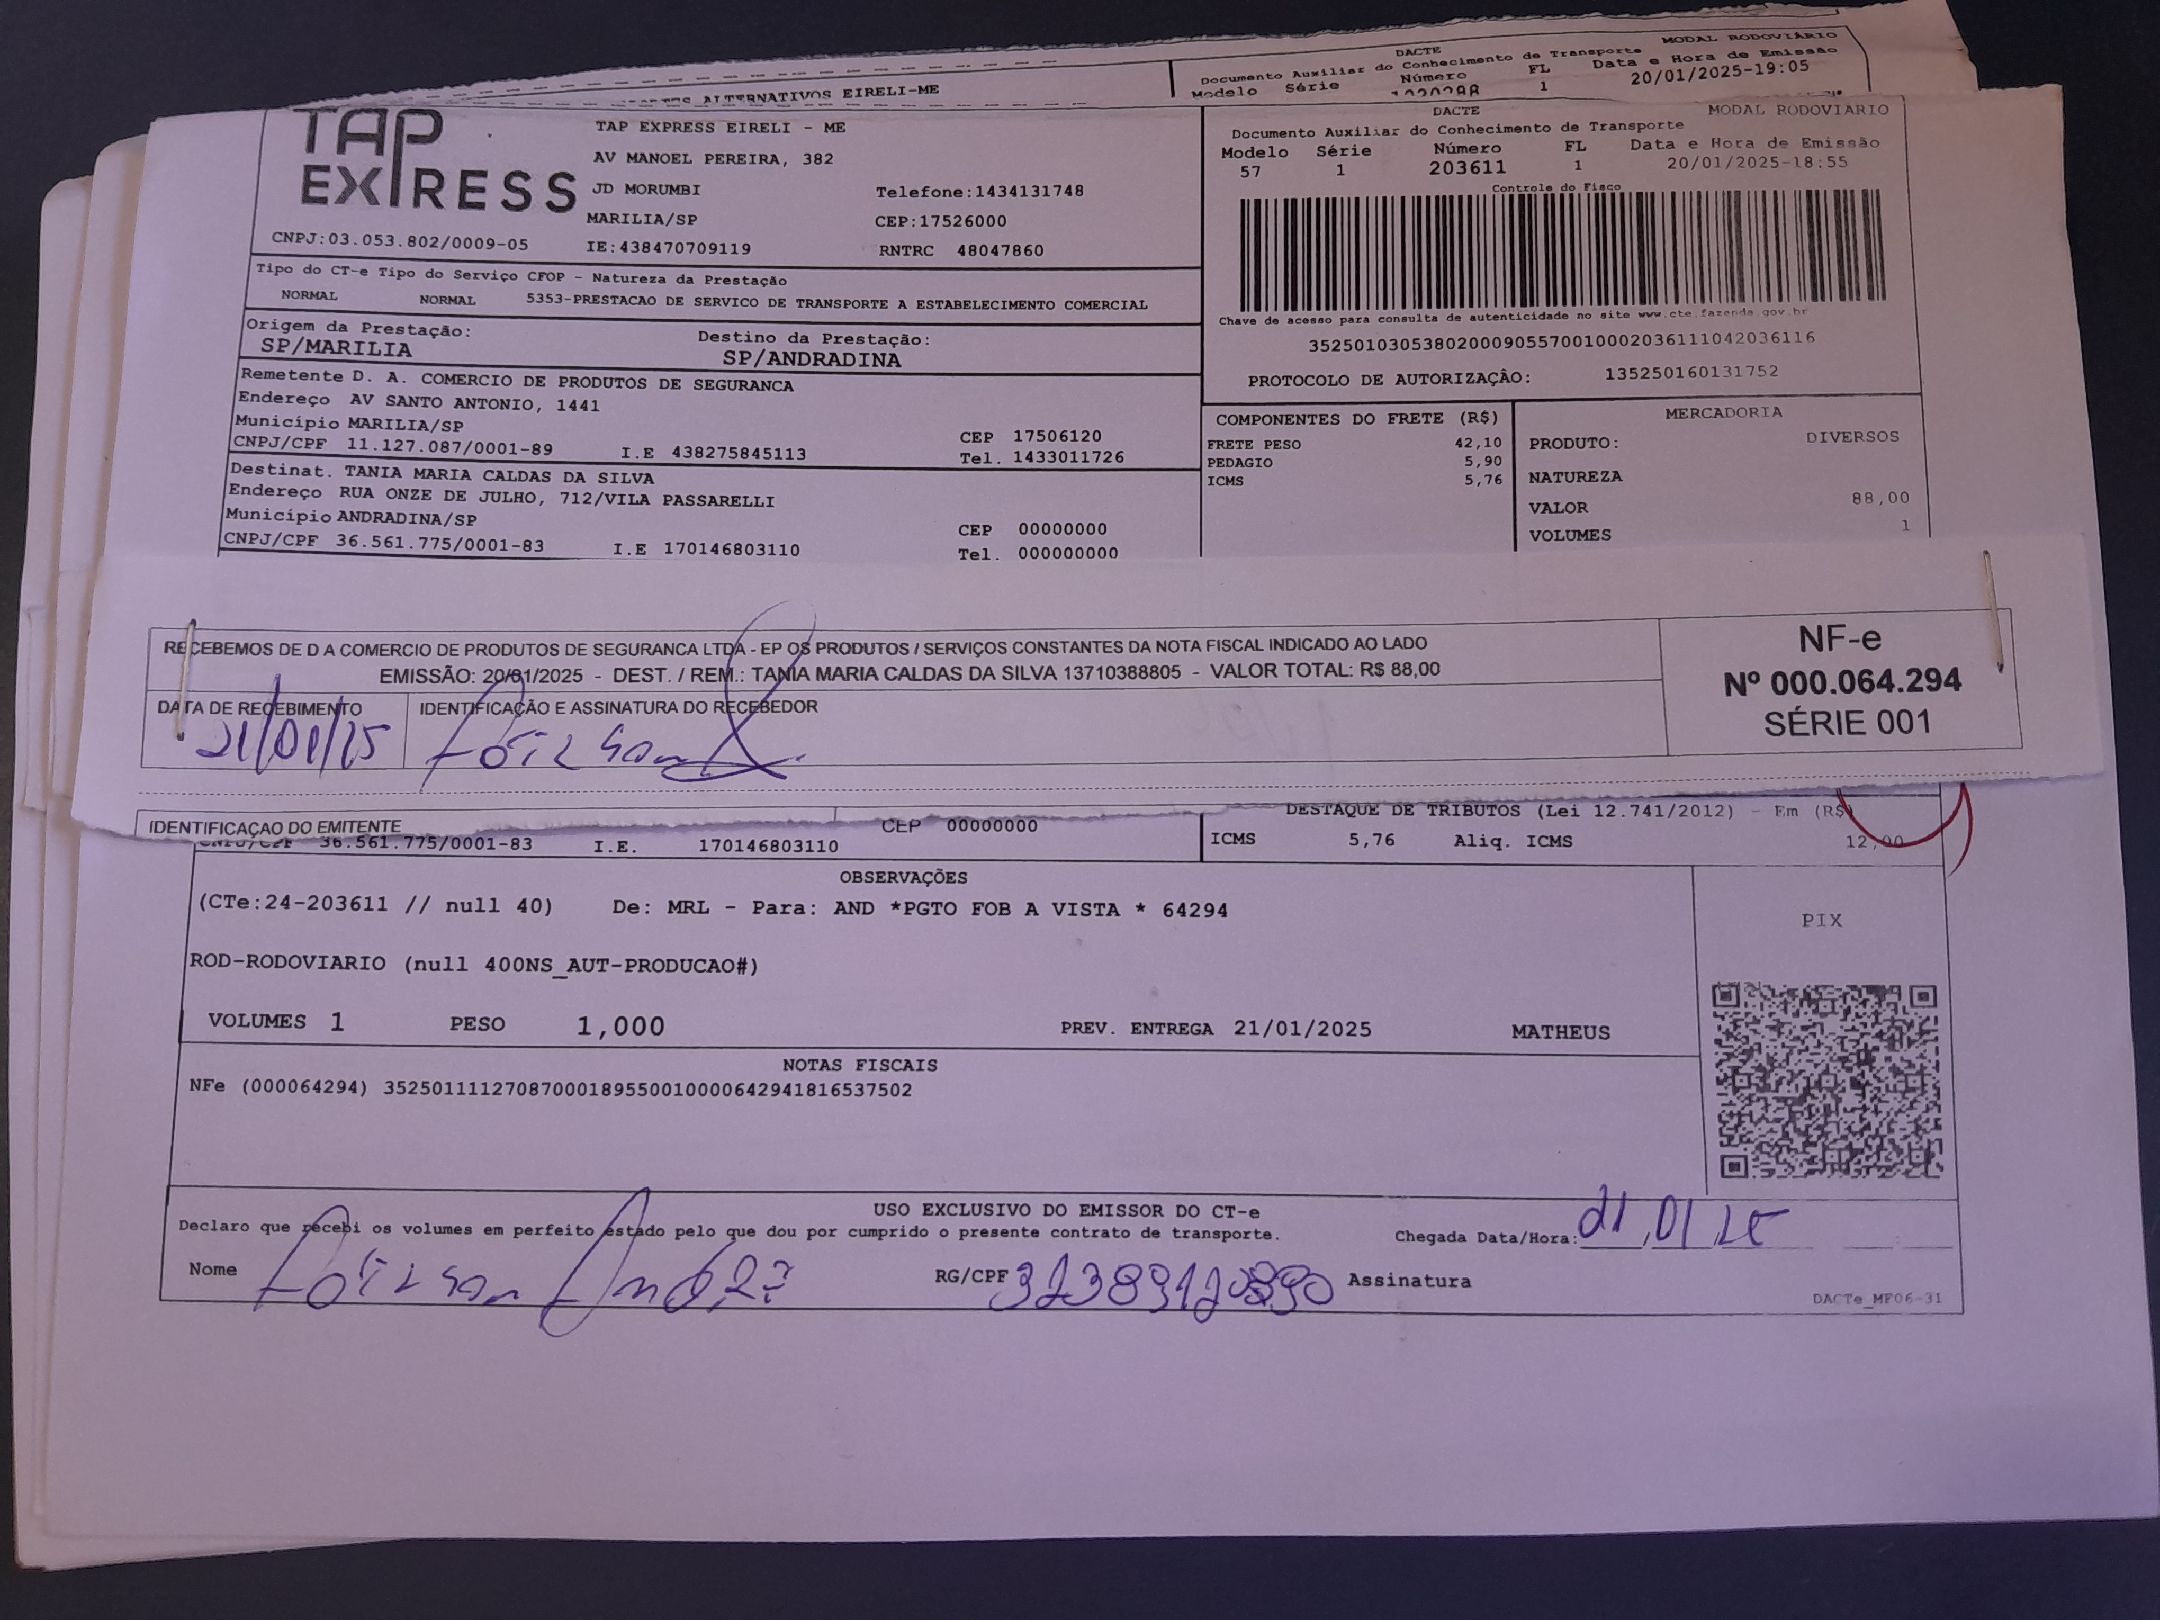 DACTE MODAL RODOVIÁRIO
Documento Auxiliar do Conhecimento de Transporte
Modelo Série Número FL Data e Hora de Emissão
1 20/01/2025-19:05
ALTERNATIVOS EIRELI-ME
TAP EXPRESS
TAP EXPRESS EIRELI - ME
AV MANOEL PEREIRA, 382
JD MORUMBI Telefone:1434131748
MARILIA/SP CEP:17526000
CNPJ:03.053.802/0009-05 IE:438470709119 RNTRC 48047860
DACTE MODAL RODOVIÁRIO
Documento Auxiliar do Conhecimento de Transporte
Modelo Série Número FL Data e Hora de Emissão
57 1 203611 1 20/01/2025-18:55
Controle do Fisco
Chave de acesso para consulta de autenticidade no site www.cte.fazenda.gov.br
35250103053802000905570010002036111042036116
PROTOCOLO DE AUTORIZAÇÃO: 135250160131752
Tipo do CT-e Tipo do Serviço CFOP - Natureza da Prestação
NORMAL NORMAL 5353-PRESTACAO DE SERVICO DE TRANSPORTE A ESTABELECIMENTO COMERCIAL
Origem da Prestação: Destino da Prestação:
SP/MARILIA SP/ANDRADINA
Remetente D. A. COMERCIO DE PRODUTOS DE SEGURANCA
Endereço AV SANTO ANTONIO, 1441
Município MARILIA/SP CEP 17506120
CNPJ/CPF 11.127.087/0001-89 I.E 438275845113 Tel. 1433011726
Destinat. TANIA MARIA CALDAS DA SILVA
Endereço RUA ONZE DE JULHO, 712/VILA PASSARELLI
Município ANDRADINA/SP CEP 00000000
CNPJ/CPF 36.561.775/0001-83 I.E 170146803110 Tel. 000000000
COMPONENTES DO FRETE (R$)
FRETE PESO 42,10
PEDAGIO 5,90
ICMS 5,76
MERCADORIA
PRODUTO: DIVERSOS
NATUREZA
VALOR 88,00
VOLUMES 1
RECEBEMOS DE D A COMERCIO DE PRODUTOS DE SEGURANCA LTDA - EP OS PRODUTOS / SERVIÇOS CONSTANTES DA NOTA FISCAL INDICADO AO LADO
EMISSÃO: 20/01/2025 - DEST. / REM.: TANIA MARIA CALDAS DA SILVA 13710388805 - VALOR TOTAL: R$ 88,00
DATA DE RECEBIMENTO IDENTIFICAÇÃO E ASSINATURA DO RECEBEDOR
21/01/25
NF-e
Nº 000.064.294
SÉRIE 001
IDENTIFICAÇÃO DO EMITENTE CEP 00000000
CNPJ/CPF 36.561.775/0001-83 I.E. 170146803110
DESTAQUE DE TRIBUTOS (Lei 12.741/2012) - Em (R$)
ICMS 5,76 Aliq. ICMS 12,00
OBSERVAÇÕES
(CTe:24-203611 // null 40) De: MRL - Para: AND *PGTO FOB A VISTA * 64294
ROD-RODOVIARIO (null 400NS_AUT-PRODUCAO#)
VOLUMES 1 PESO 1,000 PREV. ENTREGA 21/01/2025 MATHEUS
PIX
NOTAS FISCAIS
NFe (000064294) 35250111127087000189550010000642941816537502
USO EXCLUSIVO DO EMISSOR DO CT-e
Declaro que recebi os volumes em perfeito estado pelo que dou por cumprido o presente contrato de transporte. Chegada Data/Hora: 21 01 25
Nome RG/CPF Assinatura
DACTe_MF06-31